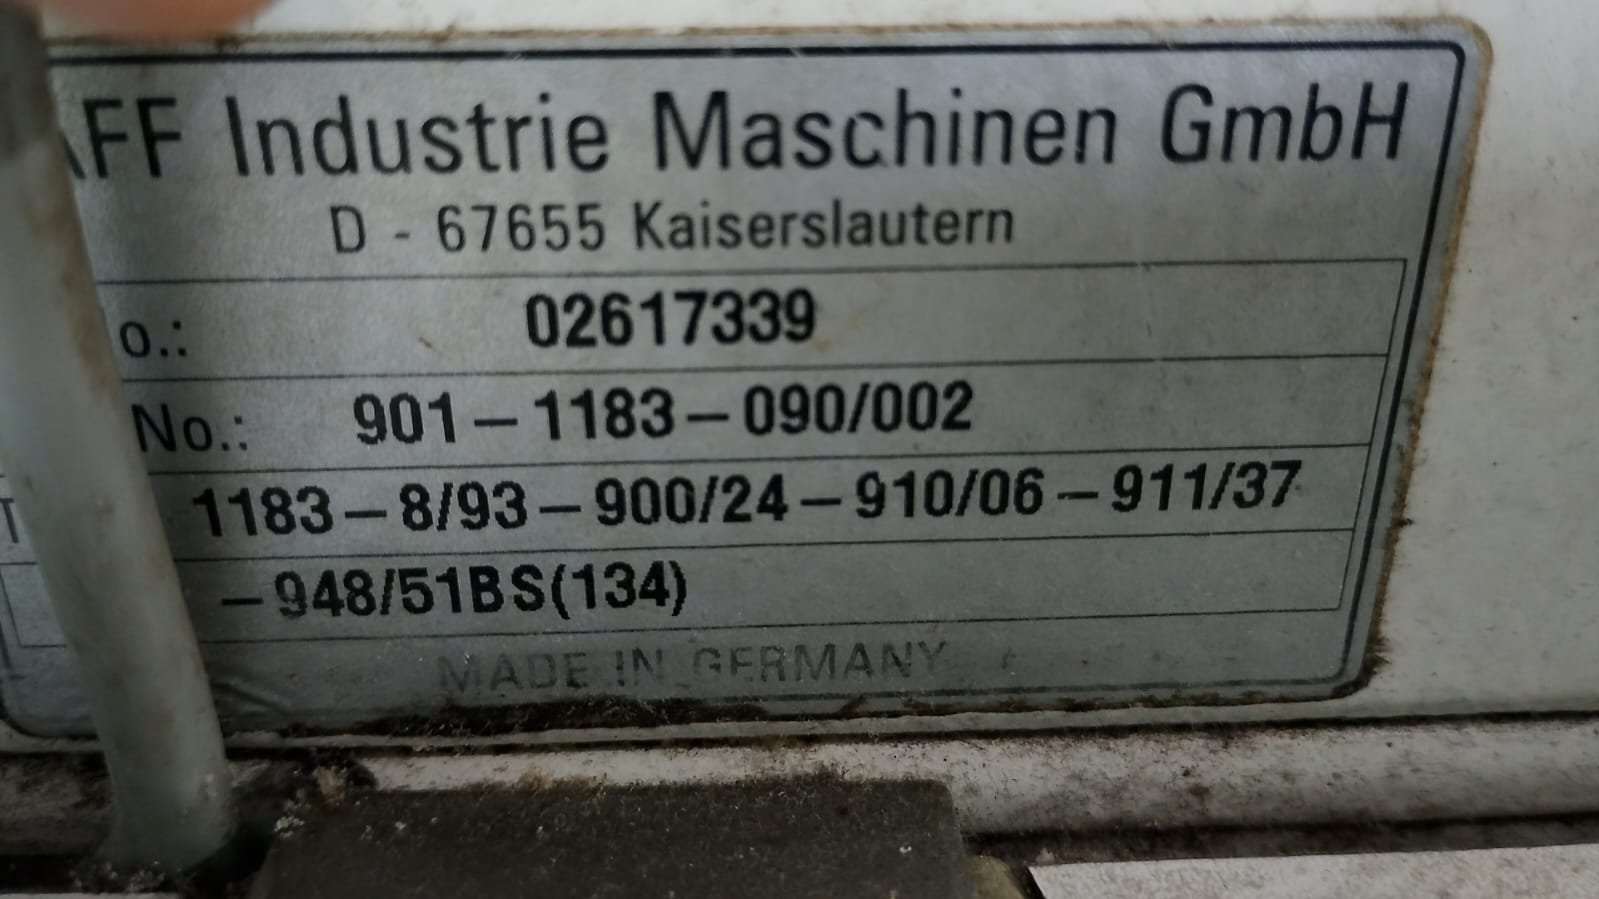 AFF Industrie Maschinen GmbH
D - 67655 Kaiserslautern
o.: 02617339
No.: 901-1183-090/002
T 1183-8/93-900/24-910/06-911/37
-948/51BS(134)
MADE IN GERMANY